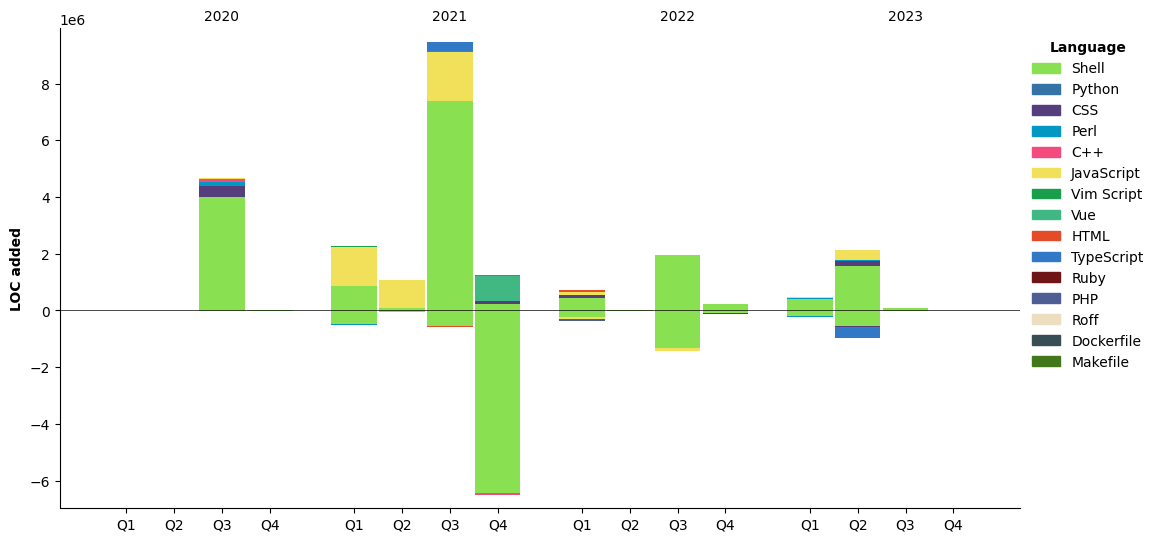 1e6
2020 2021 2022 2023
LOC added
8
6
4
2
0
−2
−4
−6
Q1 Q2 Q3 Q4 Q1 Q2 Q3 Q4 Q1 Q2 Q3 Q4 Q1 Q2 Q3 Q4
Language
Shell
Python
CSS
Perl
C++
JavaScript
Vim Script
Vue
HTML
TypeScript
Ruby
PHP
Roff
Dockerfile
Makefile